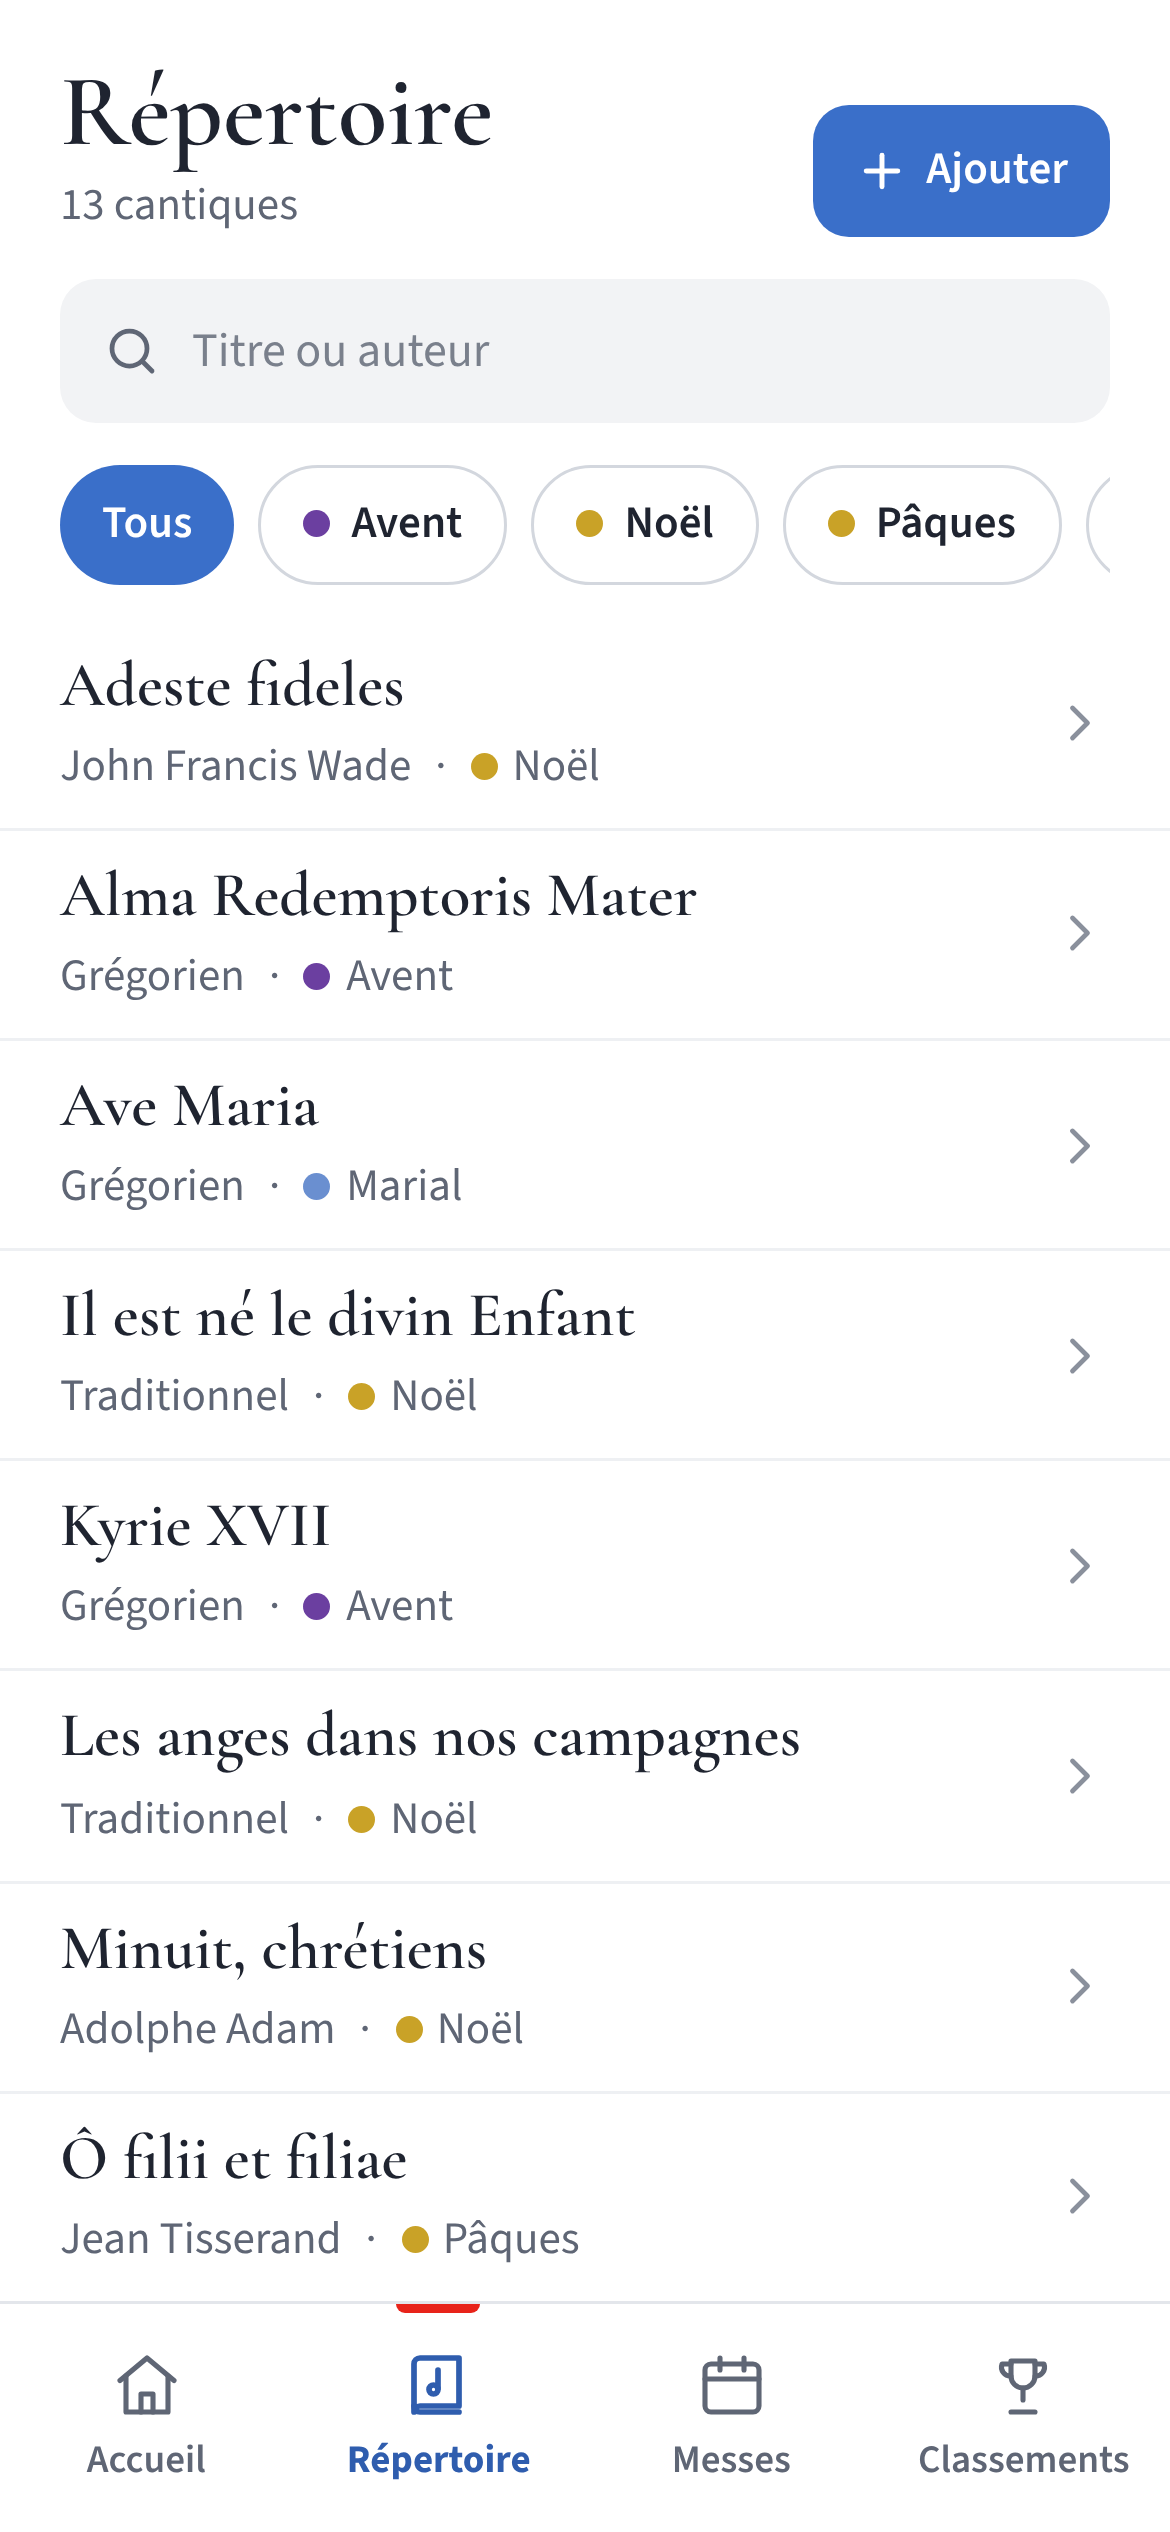 Répertoire
13 cantiques
Ajouter
Titre ou auteur
Tous
Avent
Noël
Pâques
Adeste fideles
John Francis Wade · Noël
Alma Redemptoris Mater
Grégorien · Avent
Ave Maria
Grégorien · Marial
Il est né le divin Enfant
Traditionnel · Noël
Kyrie XVII
Grégorien · Avent
Les anges dans nos campagnes
Traditionnel · Noël
Minuit, chrétiens
Adolphe Adam · Noël
Ô filii et filiae
Jean Tisserand · Pâques
Accueil
Répertoire
Messes
Classements